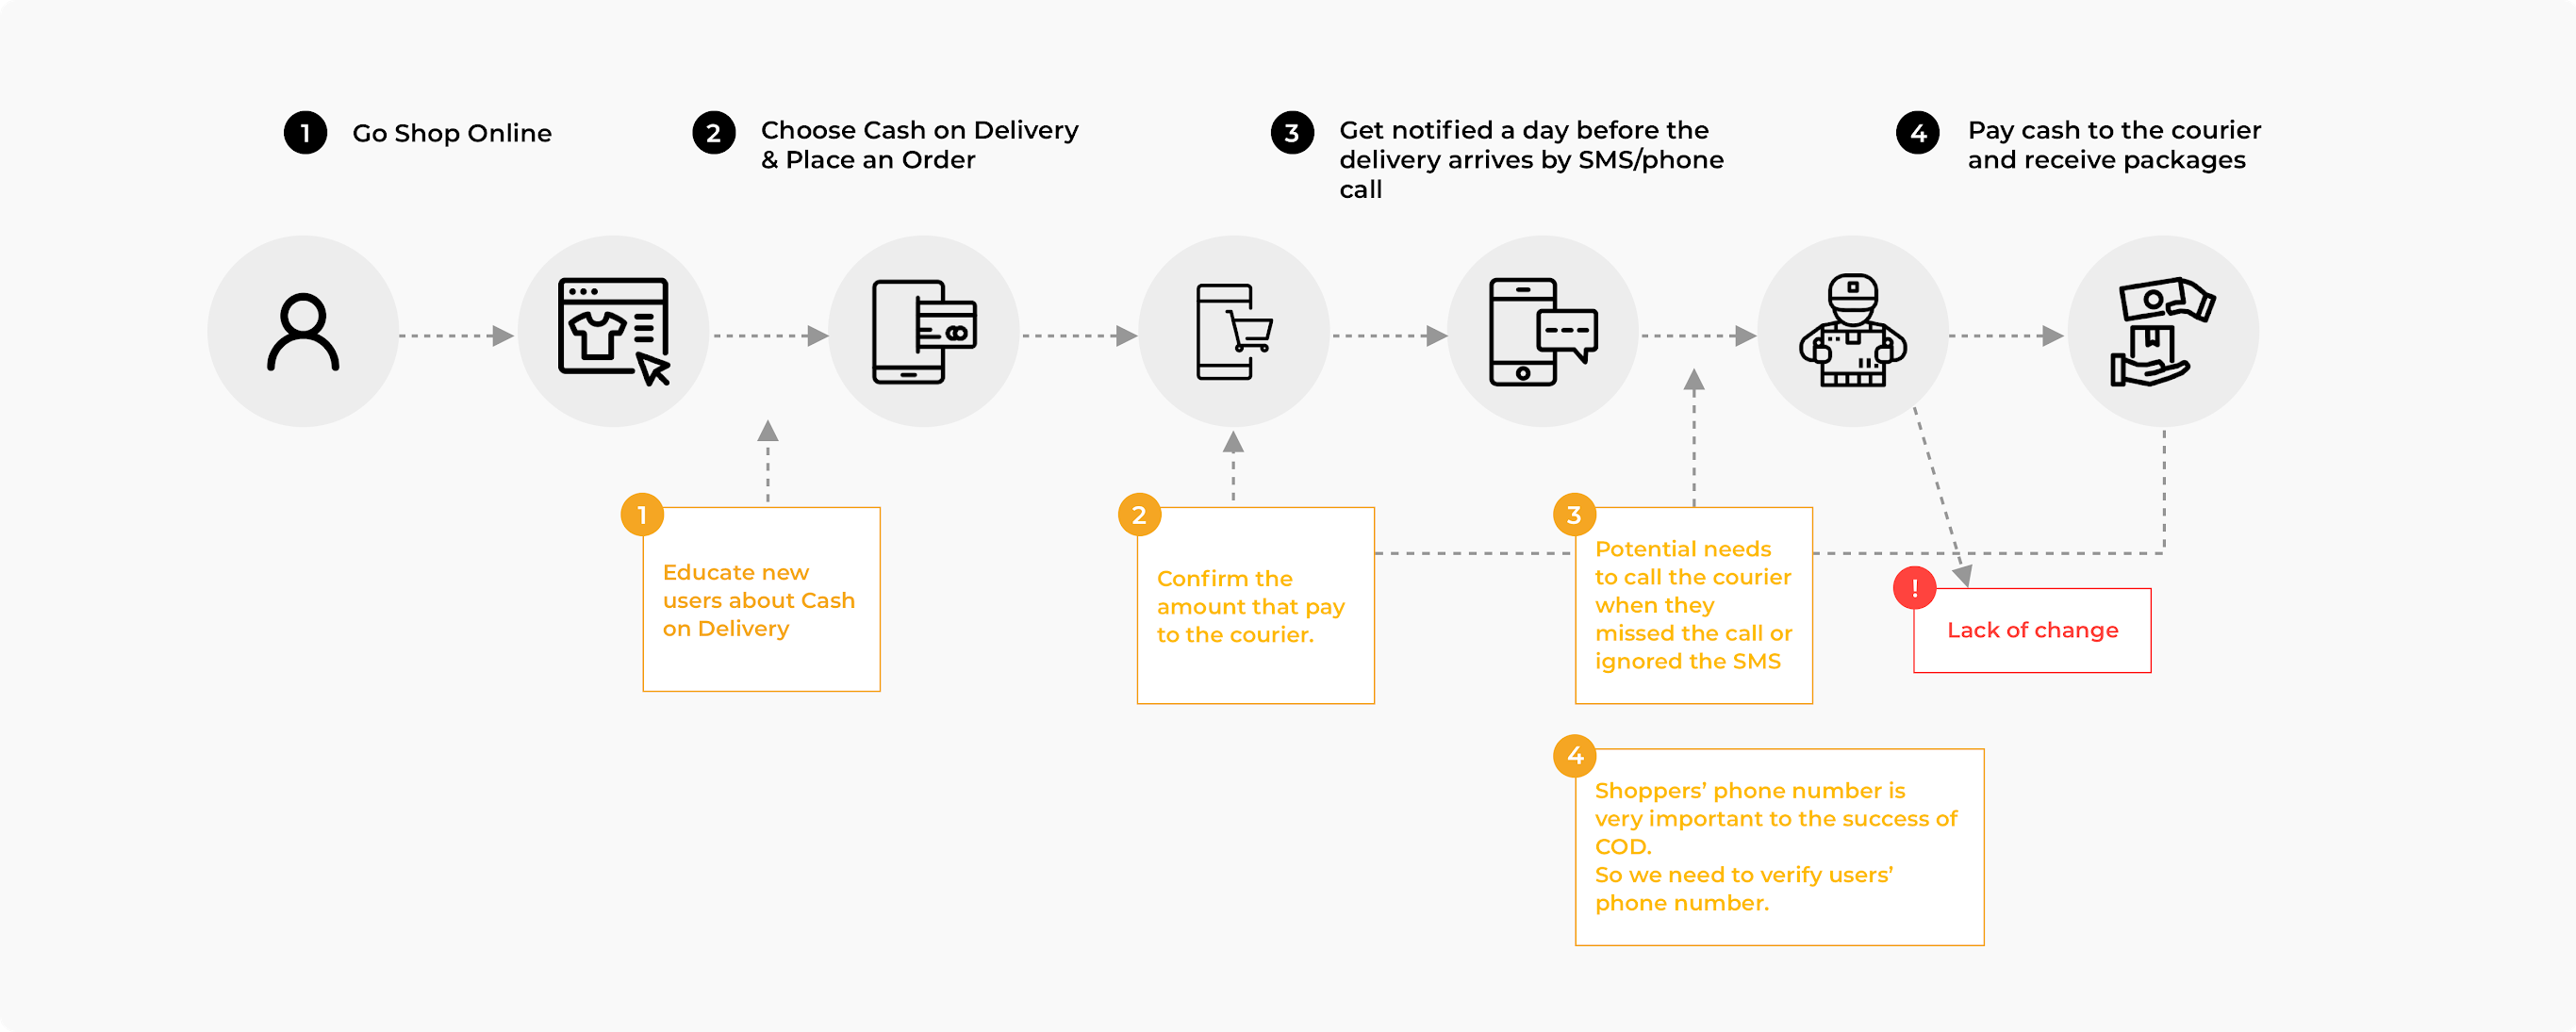 1
Go Shop Online
2
Choose Cash on Delivery
& Place an Order
3
Get notified a day before the
delivery arrives by SMS/phone
call
4
Pay cash to the courier
and receive packages
1
Educate new
users about Cash
on Delivery
2
Confirm the
amount that pay
to the courier.
3
Potential needs
to call the courier
when they
missed the call or
ignored the SMS
!
Lack of change
4
Shoppers’ phone number is
very important to the success of
COD.
So we need to verify users’
phone number.